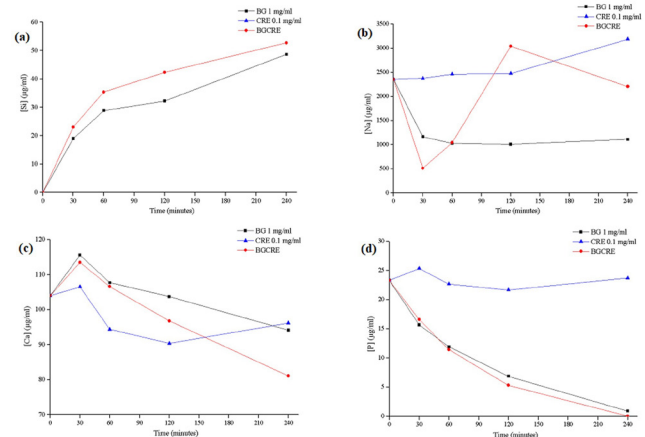 (a)
BG 1 mg/ml
CRE 0.1 mg/ml
BGCRE
[Si] (µg/ml)
60
50
40
30
20
10
0
0 30 60 90 120 150 180 210 240
Time (minutes)
(b)
BG 1 mg/ml
CRE 0.1 mg/ml
BGCRE
[Na] (µg/ml)
3500
3000
2500
2000
1500
1000
500
0
0 30 60 90 120 150 180 210 240
Time (minutes)
(c)
BG 1 mg/ml
CRE 0.1 mg/ml
BGCRE
[Ca] (µg/ml)
120
110
100
90
80
70
0 30 60 90 120 150 180 210 240
Time (minutes)
(d)
BG 1 mg/ml
CRE 0.1 mg/ml
BGCRE
[P] (µg/ml)
30
25
20
15
10
5
0
0 30 60 90 120 150 180 210 240
Time (minutes)